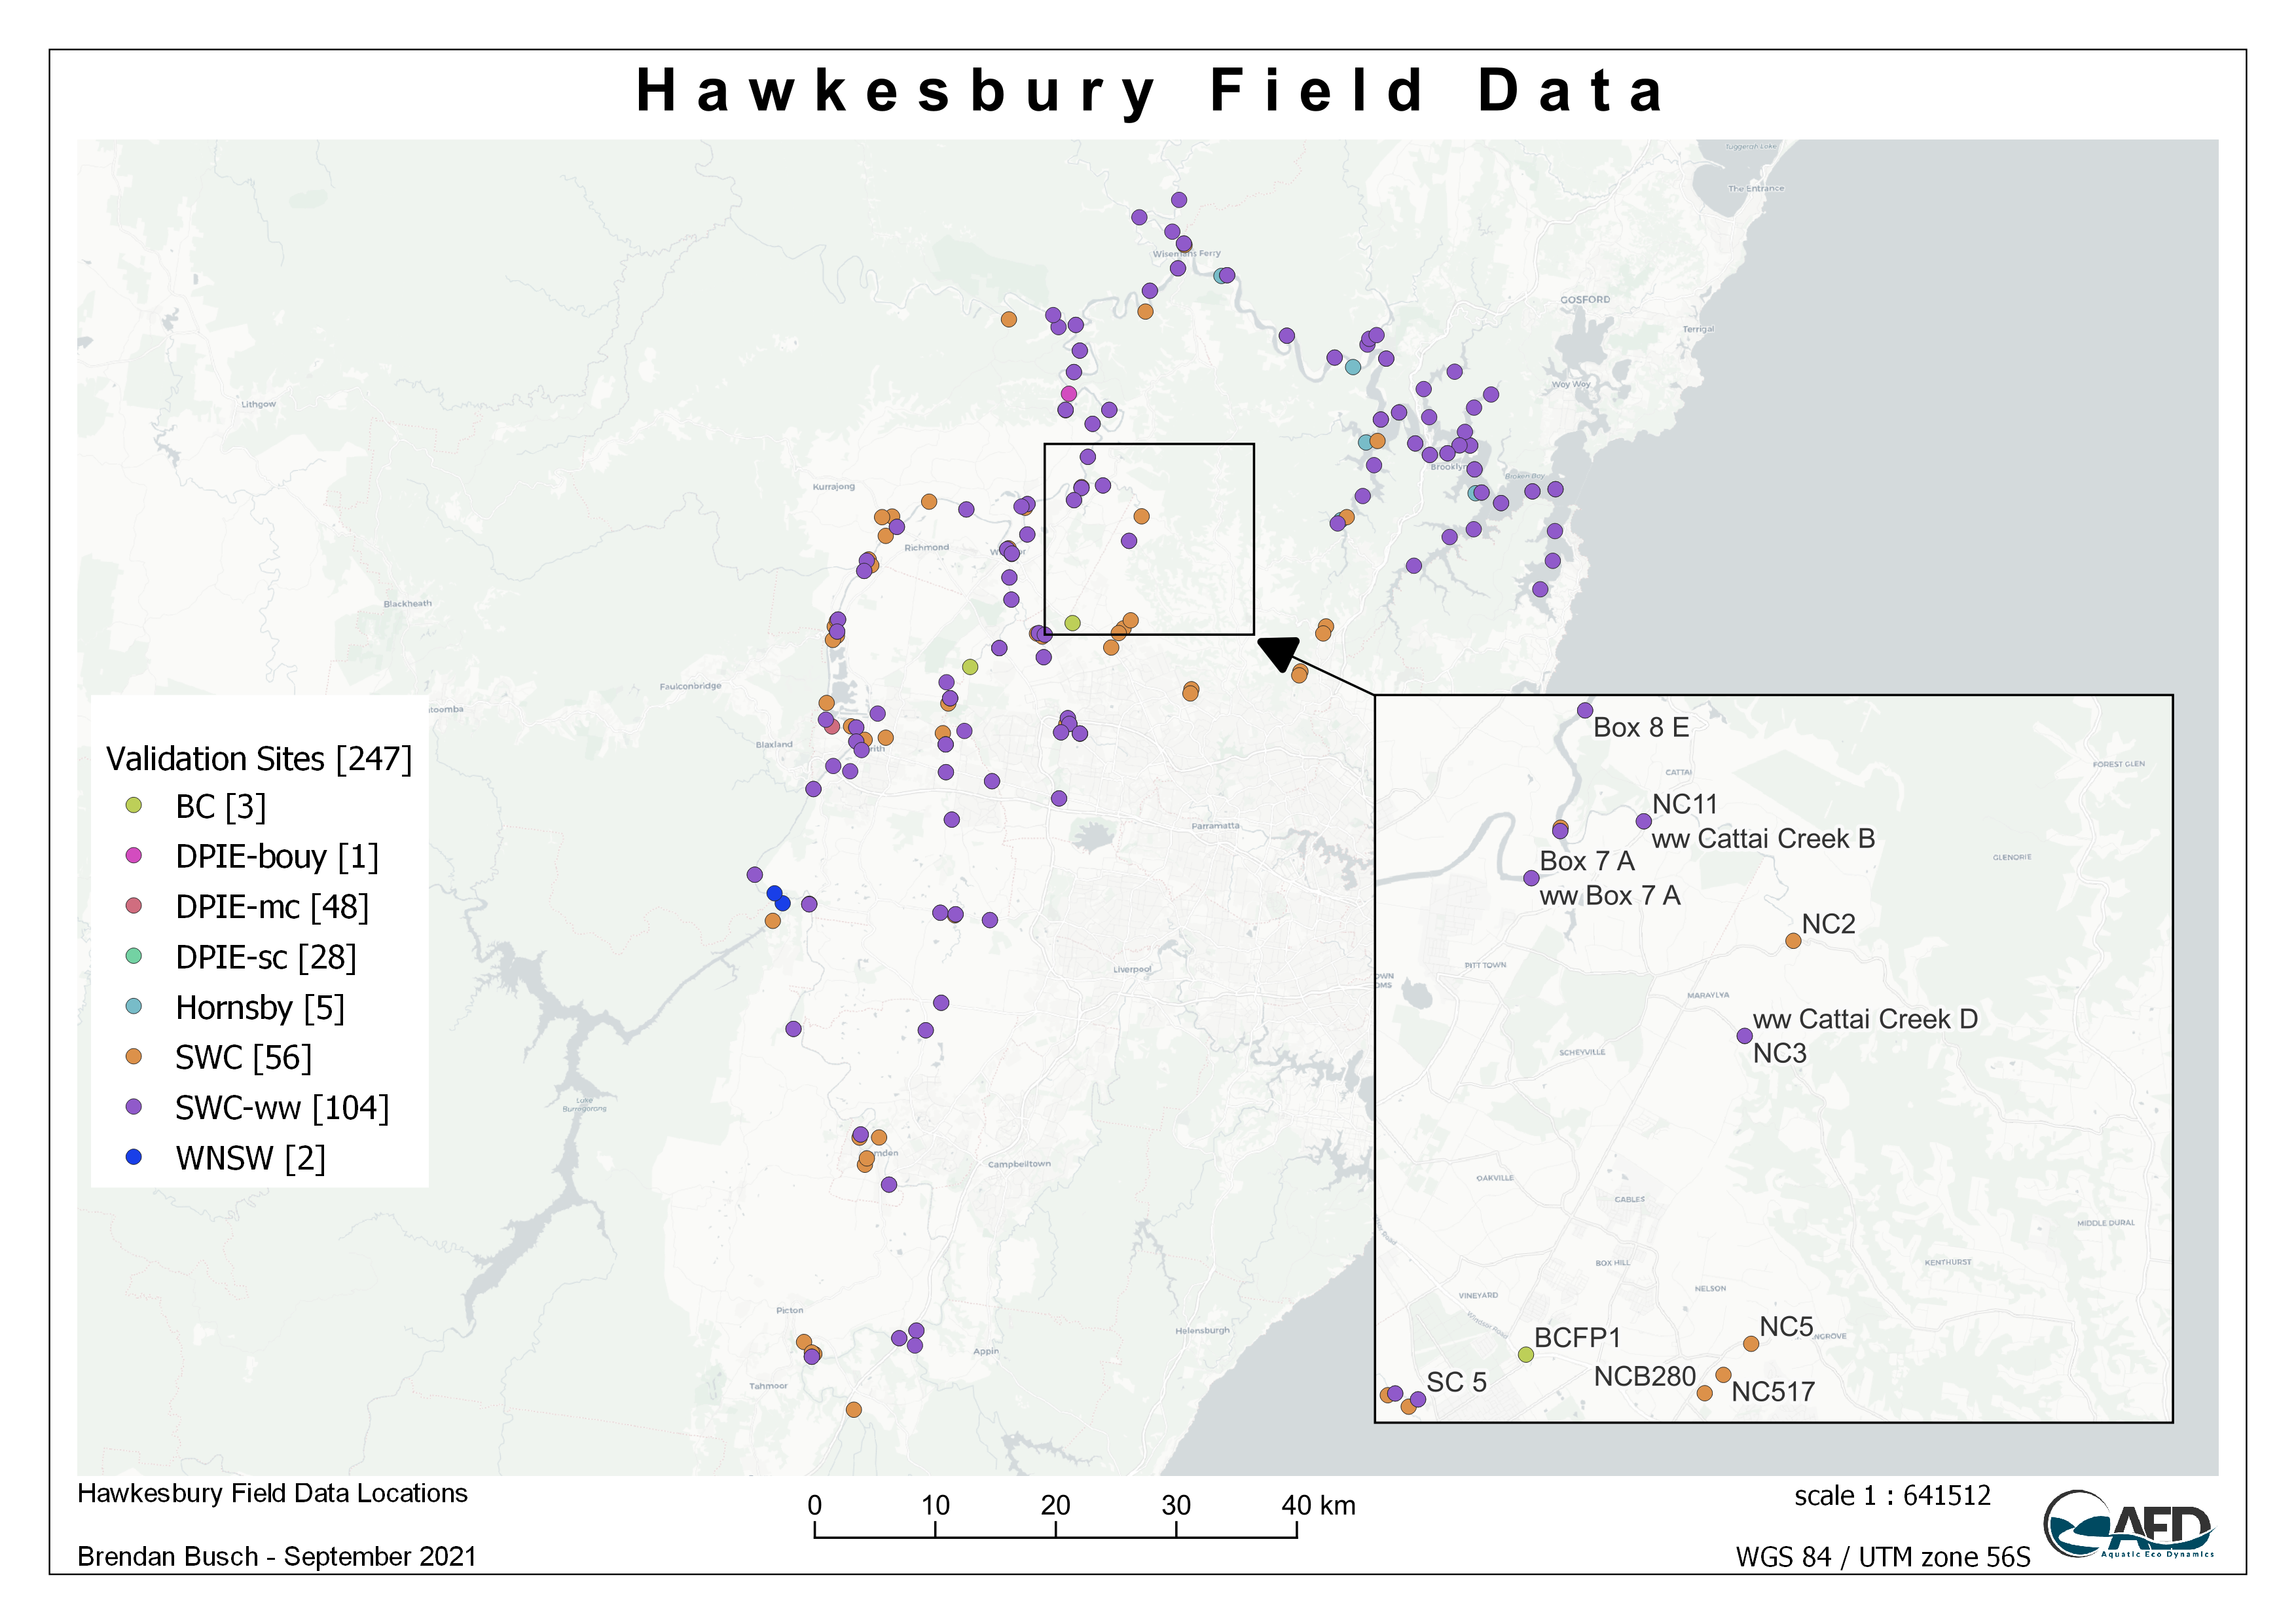 Hawkesbury Field Data
Tuggerah Lake
The Entrance
Wisemans Ferry
GOSFORD
Terrigal
Woy Woy
Lithgow
Kurrajong
Brooklyn
Broken Bay
Richmond
Blackheath
Faulconbridge
Blaxland
Parramatta
Liverpool
Lake
Burragorang
Campbelltown
Picton
Appin
Helensburgh
Tahmoor
Validation Sites [247]
BC [3]
DPIE-bouy [1]
DPIE-mc [48]
DPIE-sc [28]
Hornsby [5]
SWC [56]
SWC-ww [104]
WNSW [2]
Box 8 E
CATTAI
FOREST GLEN
NC11
ww Cattai Creek B
GLENORIE
Box 7 A
ww Box 7 A
NC2
PITT TOWN
MARAYLYA
ww Cattai Creek D
NC3
SCHEYVILLE
OAKVILLE
GABLES
MIDDLE DURAL
BOX HILL
KENTHURST
NELSON
VINEYARD
Windsor Road
NC5
BCFP1
NCB280
NC517
SC 5
Hawkesbury Field Data Locations
Brendan Busch - September 2021
0 10 20 30 40 km
scale 1 : 641512
WGS 84 / UTM zone 56S
AED
Aquatic Eco Dynamics